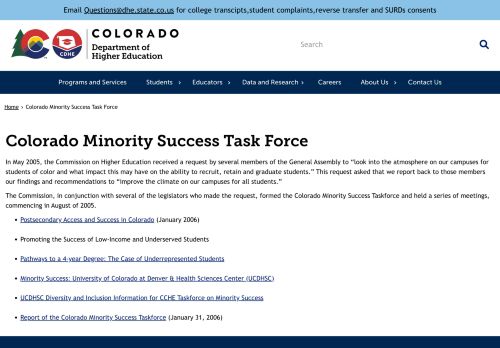 Email Questions@dhe.state.co.us for college transcipts,student complaints,reverse transfer and SURDs consents
COLORADO
Department of
Higher Education
CDHE
Search
Programs and Services
Students
Educators
Data and Research
Careers
About Us
Contact Us
Home > Colorado Minority Success Task Force
Colorado Minority Success Task Force
In May 2005, the Commission on Higher Education received a request by several members of the General Assembly to “look into the atmosphere on our campuses for
students of color and what impact this may have on the ability to recruit, retain and graduate students.” This request asked that we report back to those members
our findings and recommendations to “improve the climate on our campuses for all students.”
The Commission, in conjunction with several of the legislators who made the request, formed the Colorado Minority Success Taskforce and held a series of meetings,
commencing in August of 2005.
• Postsecondary Access and Success in Colorado (January 2006)
• Promoting the Success of Low-Income and Underserved Students
• Pathways to a 4-year Degree: The Case of Underrepresented Students
• Minority Success: University of Colorado at Denver & Health Sciences Center (UCDHSC)
• UCDHSC Diversity and Inclusion Information for CCHE Taskforce on Minority Success
• Report of the Colorado Minority Success Taskforce (January 31, 2006)